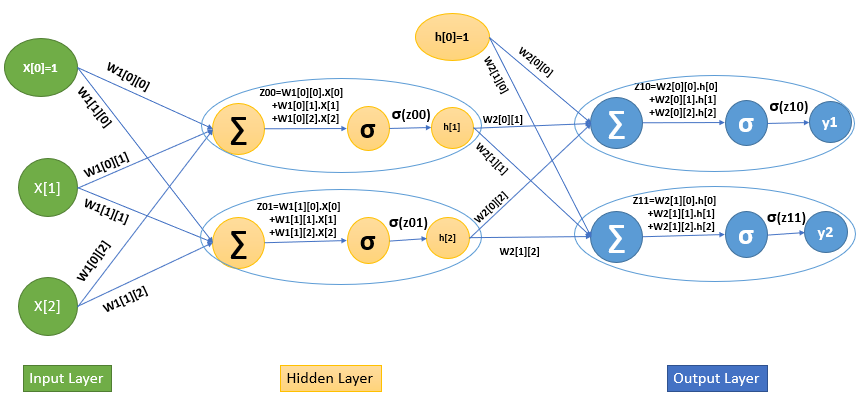 h[0]=1
X[0]=1
W1[0][0]
W1[1][0]
W2[0][0]
W2[1][0]
Z00=W1[0][0].X[0]
+W1[0][1].X[1]
+W1[0][2].X[2]
∑
σ
σ(z00)
h[1]
W2[0][1]
Z10=W2[0][0].h[0]
+W2[0][1].h[1]
+W2[0][2].h[2]
∑
σ
σ(z10)
y1
W1[0][1]
X[1]
W1[1][1]
W2[1][1]
W2[0][2]
Z01=W1[1][0].X[0]
+W1[1][1].X[1]
+W1[1][2].X[2]
∑
σ
σ(z01)
h[2]
W2[1][2]
Z11=W2[1][0].h[0]
+W2[1][1].h[1]
+W2[1][2].h[2]
∑
σ
σ(z11)
y2
W1[0][2]
X[2]
W1[1][2]
Input Layer
Hidden Layer
Output Layer